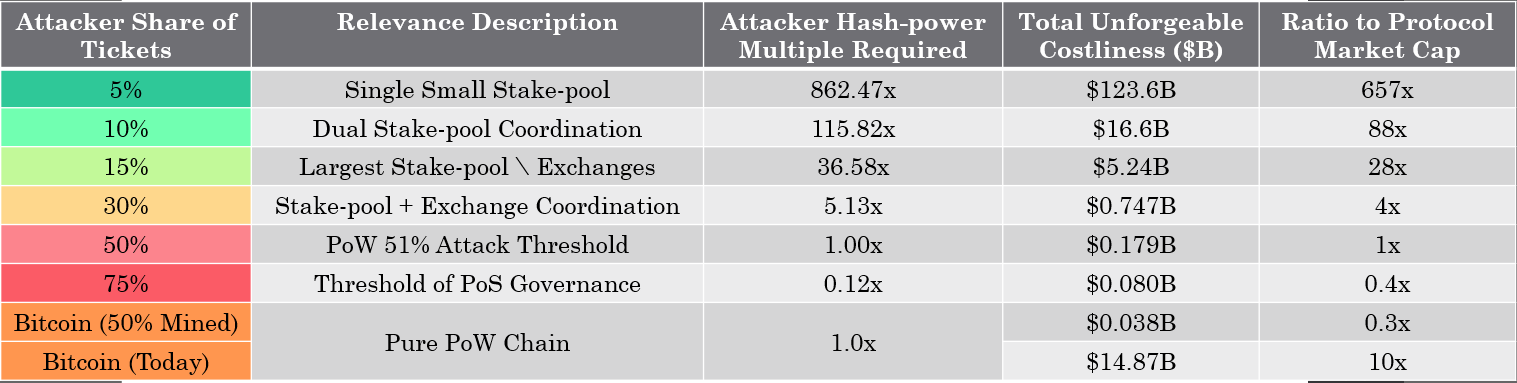 Attacker Share of Tickets Relevance Description Attacker Hash-power Multiple Required Total Unforgeable Costliness ($B) Ratio to Protocol Market Cap
5% Single Small Stake-pool 862.47x $123.6B 657x
10% Dual Stake-pool Coordination 115.82x $16.6B 88x
15% Largest Stake-pool \ Exchanges 36.58x $5.24B 28x
30% Stake-pool + Exchange Coordination 5.13x $0.747B 4x
50% PoW 51% Attack Threshold 1.00x $0.179B 1x
75% Threshold of PoS Governance 0.12x $0.080B 0.4x
Bitcoin (50% Mined) Pure PoW Chain 1.0x $0.038B 0.3x
Bitcoin (Today) $14.87B 10x